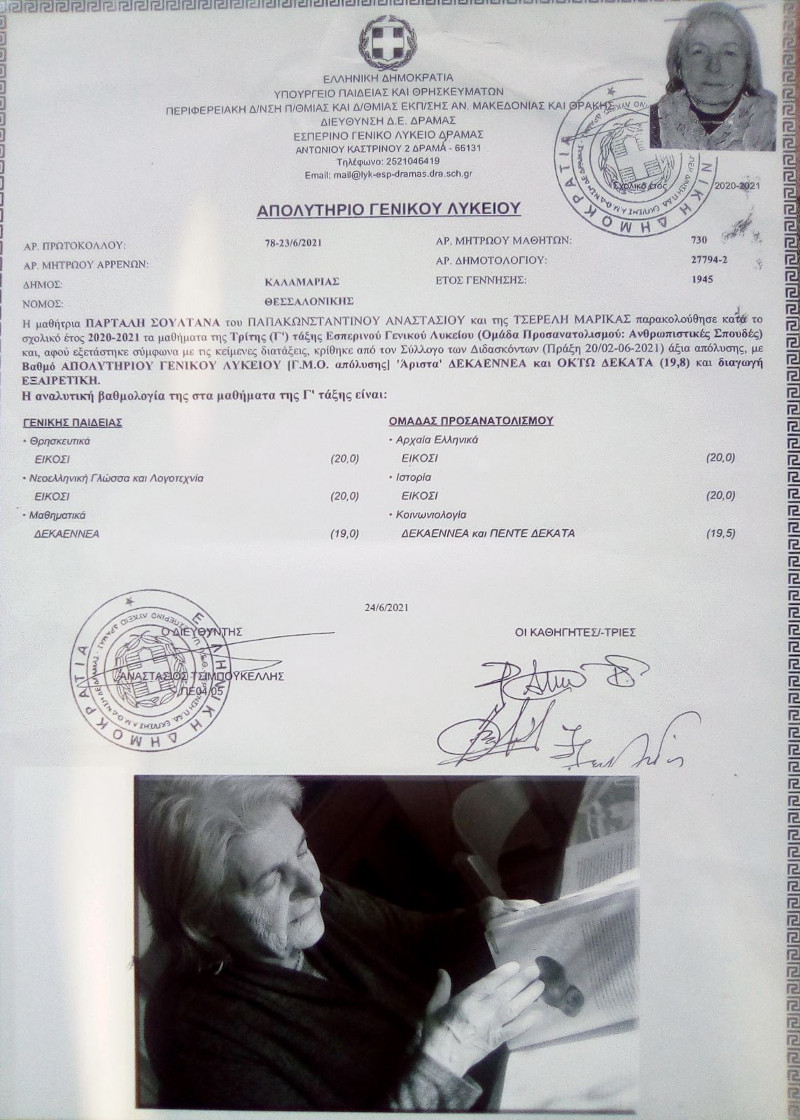 ΕΛΛΗΝΙΚΗ ΔΗΜΟΚΡΑΤΙΑ
ΥΠΟΥΡΓΕΙΟ ΠΑΙΔΕΙΑΣ ΚΑΙ ΘΡΗΣΚΕΥΜΑΤΩΝ
ΠΕΡΙΦΕΡΕΙΑΚΗ Δ/ΝΣΗ Π/ΘΜΙΑΣ ΚΑΙ Δ/ΘΜΙΑΣ ΕΚΠ/ΣΗΣ ΑΝ. ΜΑΚΕΔΟΝΙΑΣ ΚΑΙ ΘΡΑΚΗΣ
ΔΙΕΥΘΥΝΣΗ Δ.Ε. ΔΡΑΜΑΣ
ΕΣΠΕΡΙΝΟ ΓΕΝΙΚΟ ΛΥΚΕΙΟ ΔΡΑΜΑΣ
ΑΝΤΩΝΙΟΥ ΚΑΣΤΡΙΝΟΥ 2 ΔΡΑΜΑ - 66131
Τηλέφωνο: 2521046419
Email: mail@lyk-esp-dramas.dra.sch.gr
Σχολικό έτος 2020-2021
ΕΛΛΗΝΙΚΗ ΔΗΜΟΚΡΑΤΙΑ
ΑΠΟΛΥΤΗΡΙΟ ΓΕΝΙΚΟΥ ΛΥΚΕΙΟΥ
ΑΡ. ΠΡΩΤΟΚΟΛΛΟΥ: 78-23/6/2021 ΑΡ. ΜΗΤΡΩΟΥ ΜΑΘΗΤΩΝ: 730
ΑΡ. ΜΗΤΡΩΟΥ ΑΡΡΕΝΩΝ: ΑΡ. ΔΗΜΟΤΟΛΟΓΙΟΥ: 27794-2
ΔΗΜΟΣ: ΚΑΛΑΜΑΡΙΑΣ ΕΤΟΣ ΓΕΝΝΗΣΗΣ: 1945
ΝΟΜΟΣ: ΘΕΣΣΑΛΟΝΙΚΗΣ
Η μαθήτρια ΠΑΡΤΑΛΗ ΣΟΥΛΤΑΝΑ του ΠΑΠΑΚΩΝΣΤΑΝΤΙΝΟΥ ΑΝΑΣΤΑΣΙΟΥ και της ΤΣΕΡΕΛΗ ΜΑΡΙΚΑΣ παρακολούθησε κατά το
σχολικό έτος 2020-2021 τα μαθήματα της Τρίτης (Γ') τάξης Εσπερινού Γενικού Λυκείου (Ομάδα Προσανατολισμού: Ανθρωπιστικές Σπουδές)
και, αφού εξετάστηκε σύμφωνα με τις κείμενες διατάξεις, κρίθηκε από τον Σύλλογο των Διδασκόντων (Πράξη 20/02-06-2021) άξια απόλυσης, με
Βαθμό ΑΠΟΛΥΤΗΡΙΟΥ ΓΕΝΙΚΟΥ ΛΥΚΕΙΟΥ [Γ.Μ.Ο. απόλυσης] 'Άριστα' ΔΕΚΑΕΝΝΕΑ και ΟΚΤΩ ΔΕΚΑΤΑ (19,8) και διαγωγή
ΕΞΑΙΡΕΤΙΚΗ.
Η αναλυτική βαθμολογία της στα μαθήματα της Γ' τάξης είναι:
ΓΕΝΙΚΗΣ ΠΑΙΔΕΙΑΣ
· Θρησκευτικά
ΕΙΚΟΣΙ (20,0)
· Νεοελληνική Γλώσσα και Λογοτεχνία
ΕΙΚΟΣΙ (20,0)
· Μαθηματικά
ΔΕΚΑΕΝΝΕΑ (19,0)
ΟΜΑΔΑΣ ΠΡΟΣΑΝΑΤΟΛΙΣΜΟΥ
· Αρχαία Ελληνικά
ΕΙΚΟΣΙ (20,0)
· Ιστορία
ΕΙΚΟΣΙ (20,0)
· Κοινωνιολογία
ΔΕΚΑΕΝΝΕΑ και ΠΕΝΤΕ ΔΕΚΑΤΑ (19,5)
24/6/2021
Ο ΔΙΕΥΘΥΝΤΗΣ
ΑΝΑΣΤΑΣΙΟΣ ΤΣΙΜΠΟΥΚΕΛΛΗΣ
ΠΕ04.05
ΕΛΛΗΝΙΚΗ ΔΗΜΟΚΡΑΤΙΑ
ΟΙ ΚΑΘΗΓΗΤΕΣ/-ΤΡΙΕΣ